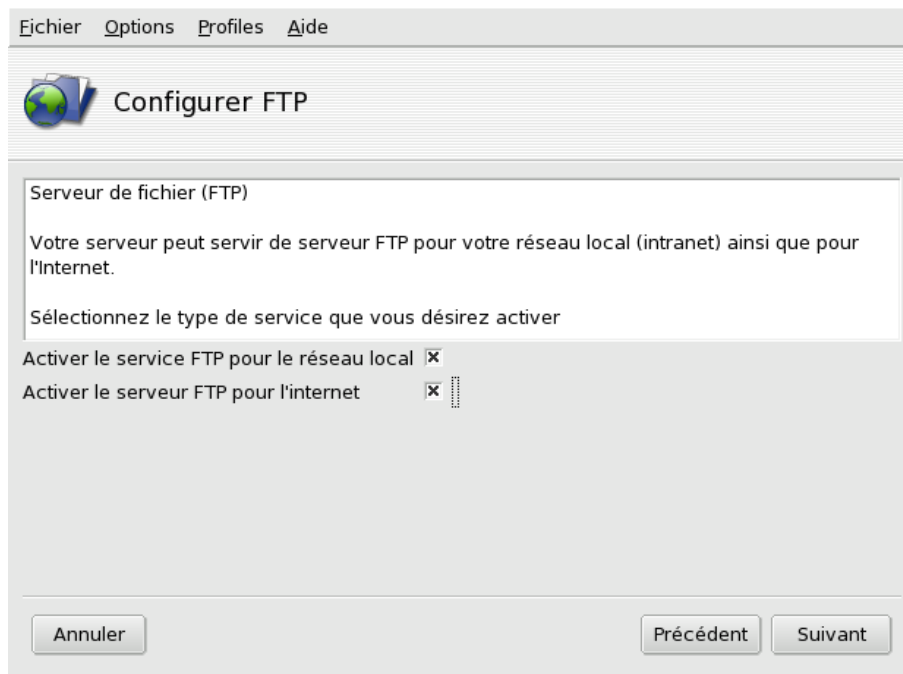 Fichier Options Profiles Aide
Configurer FTP
Serveur de fichier (FTP)
Votre serveur peut servir de serveur FTP pour votre réseau local (intranet) ainsi que pour
l'Internet.
Sélectionnez le type de service que vous désirez activer
Activer le service FTP pour le réseau local
Activer le serveur FTP pour l'internet
Annuler Précédent Suivant